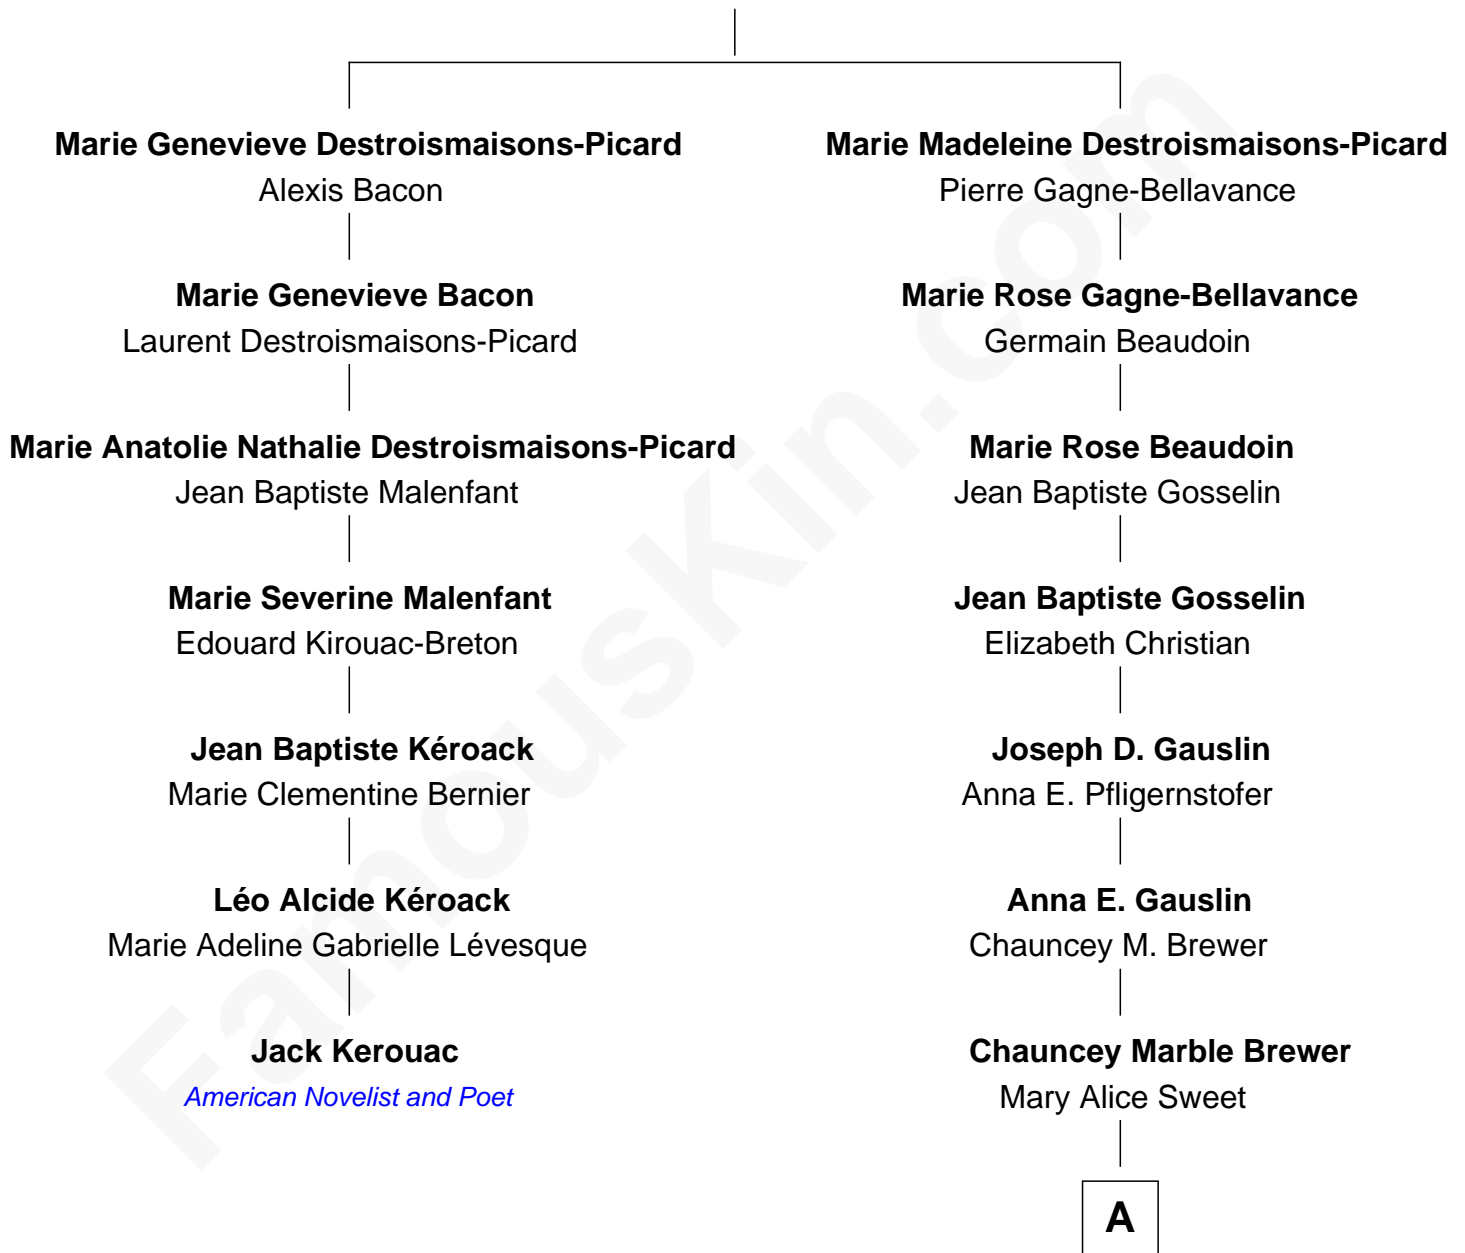 Marie Genevieve Destroismaisons-Picard
Alexis Bacon
Marie Genevieve Bacon
Laurent Destroismaisons-Picard
Marie Anatolie Nathalie Destroismaisons-Picard
Jean Baptiste Malenfant
Marie Severine Malenfant
Edouard Kirouac-Breton
Jean Baptiste Kéroack
Marie Clementine Bernier
Léo Alcide Kéroack
Marie Adeline Gabrielle Lévesque
Jack Kerouac
American Novelist and Poet
Marie Madeleine Destroismaisons-Picard
Pierre Gagne-Bellavance
Marie Rose Gagne-Bellavance
Germain Beaudoin
Marie Rose Beaudoin
Jean Baptiste Gosselin
Jean Baptiste Gosselin
Elizabeth Christian
Joseph D. Gauslin
Anna E. Pfligernstofer
Anna E. Gauslin
Chauncey M. Brewer
Chauncey Marble Brewer
Mary Alice Sweet
A
FamousKin.com